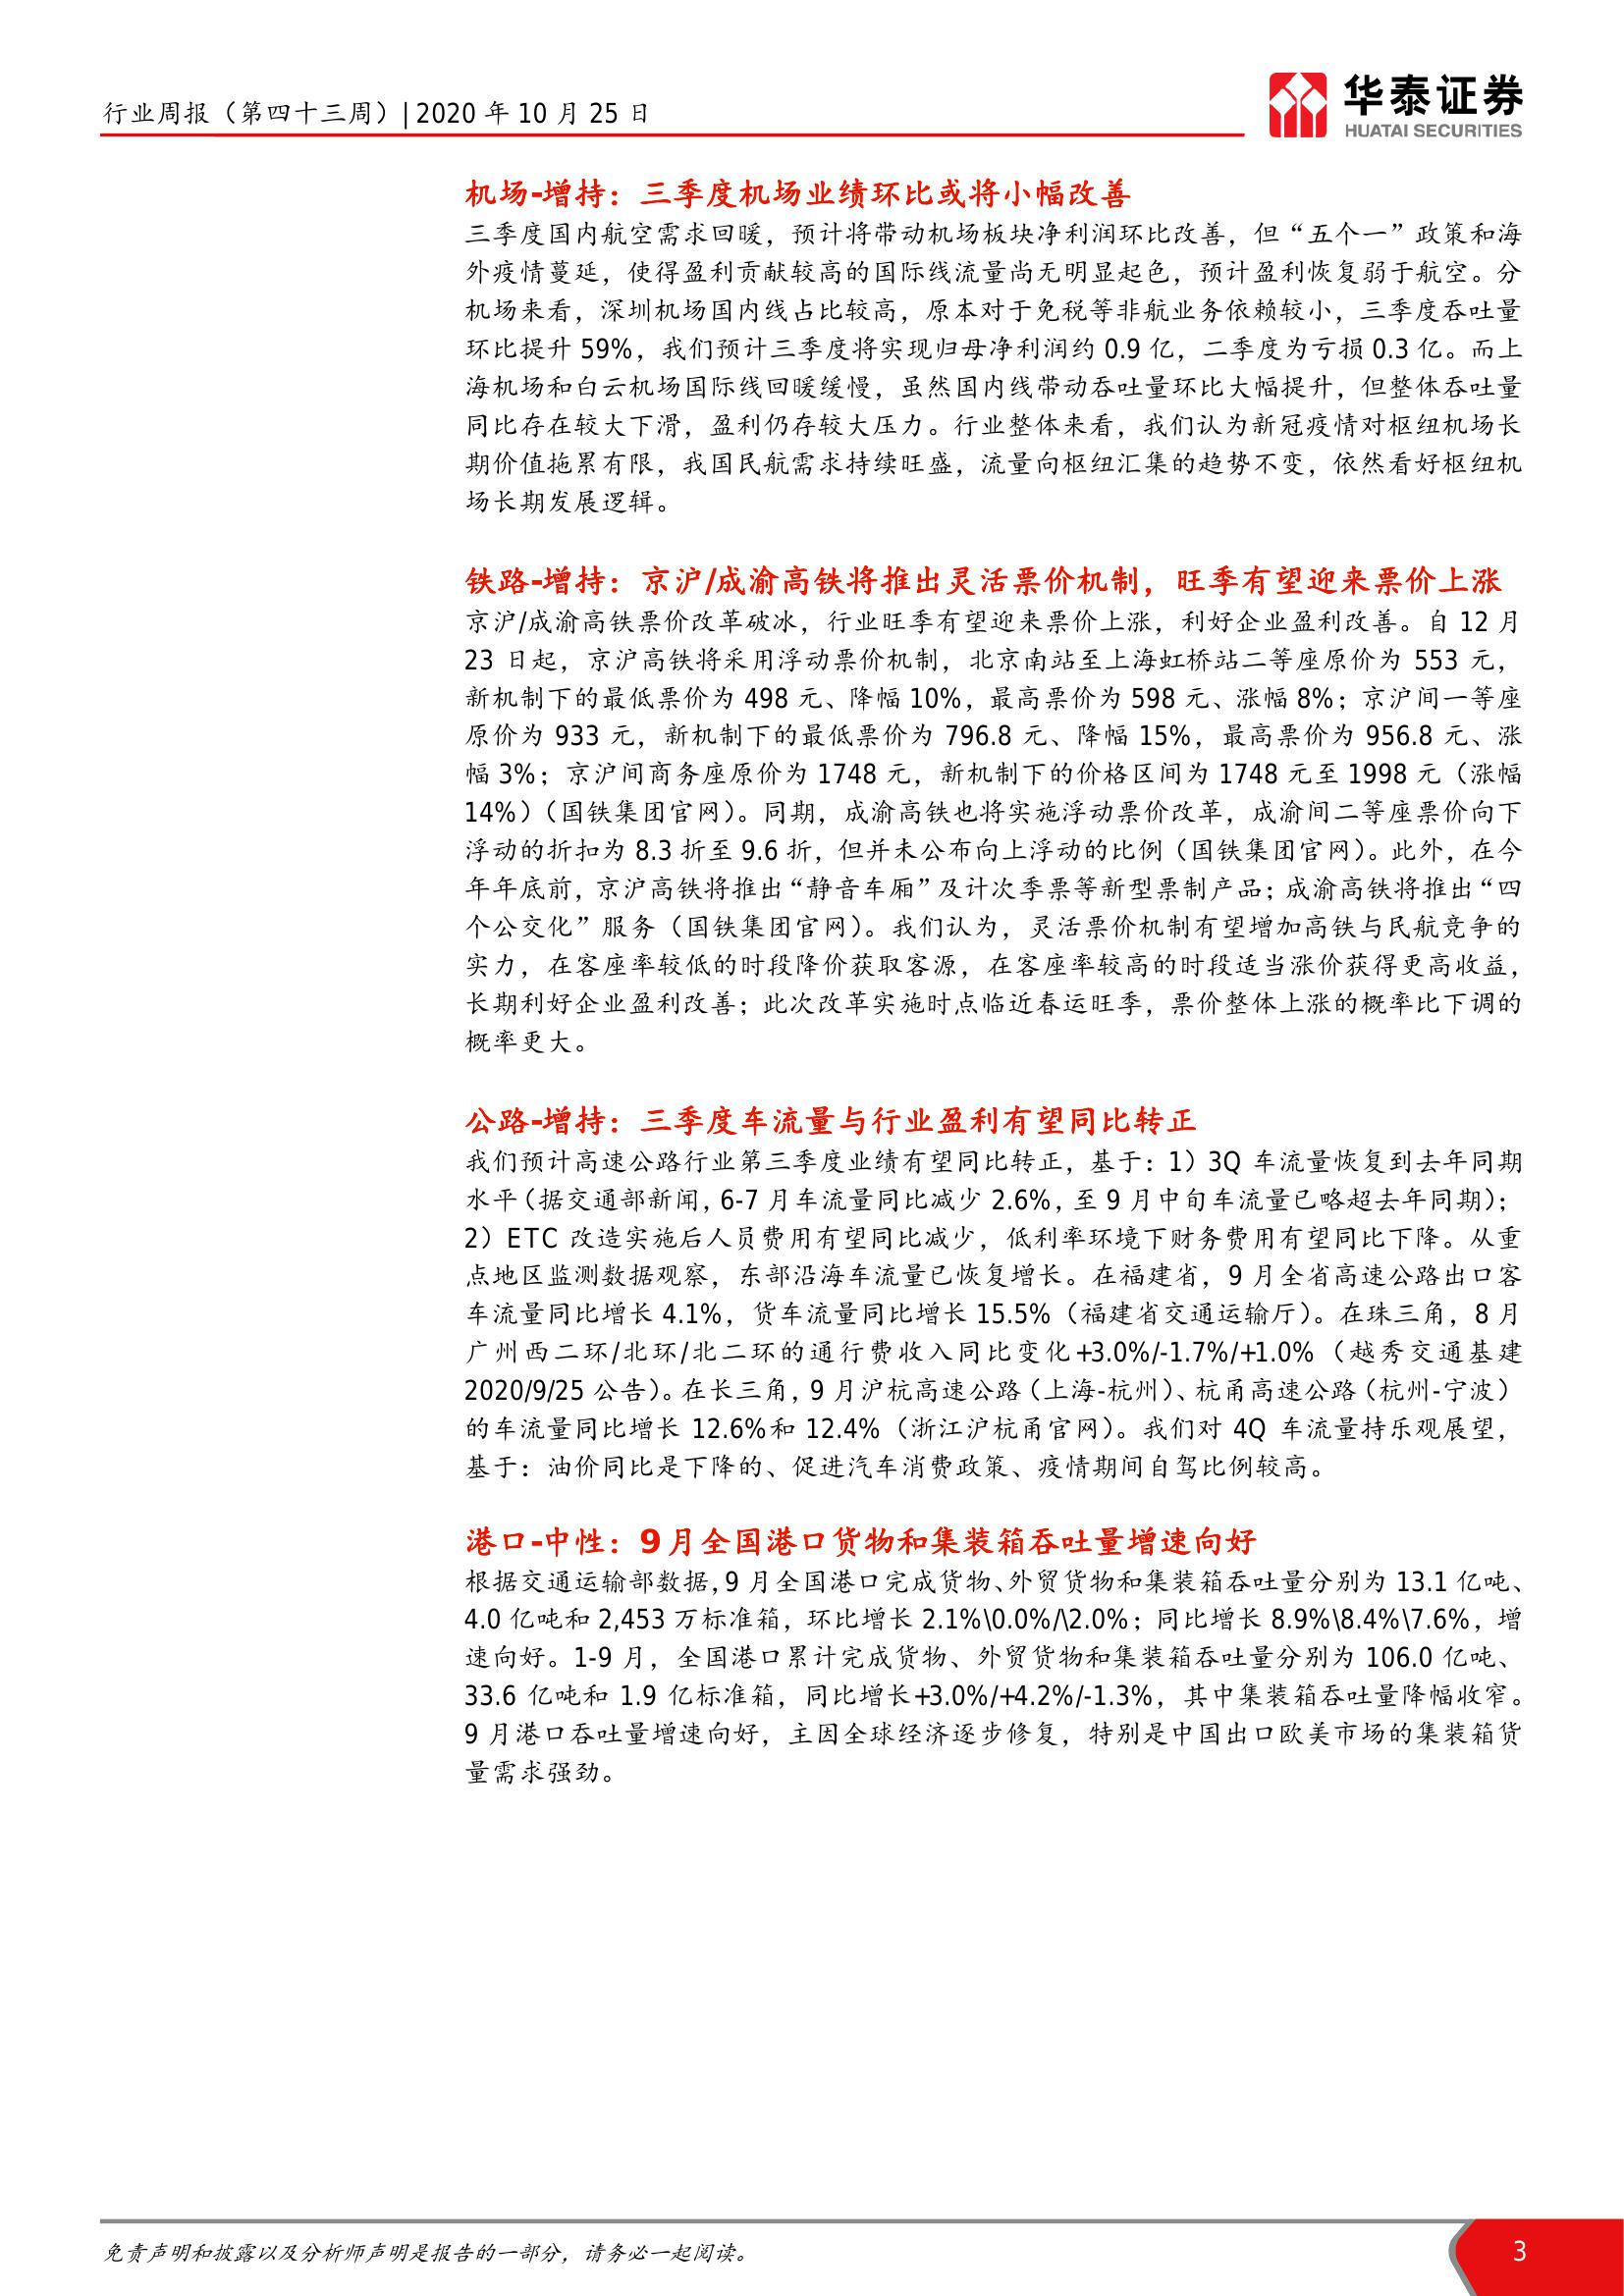 行业周报（第四十三周）| 2020 年 10 月 25 日
华泰证券
HUATAI SECURITIES
机场-增持：三季度机场业绩环比或将小幅改善
三季度国内航空需求回暖，预计将带动机场板块净利润环比改善，但“五个一”政策和海
外疫情蔓延，使得盈利贡献较高的国际线流量尚无明显起色，预计盈利恢复弱于航空。分
机场来看，深圳机场国内线占比较高，原本对于免税等非航业务依赖较小，三季度吞吐量
环比提升 59%，我们预计三季度将实现归母净利润约 0.9 亿，二季度为亏损 0.3 亿。而上
海机场和白云机场国际线回暖缓慢，虽然国内线带动吞吐量环比大幅提升，但整体吞吐量
同比存在较大下滑，盈利仍存较大压力。行业整体来看，我们认为新冠疫情对枢纽机场长
期价值拖累有限，我国民航需求持续旺盛，流量向枢纽汇集的趋势不变，依然看好枢纽机
场长期发展逻辑。
铁路-增持：京沪/成渝高铁将推出灵活票价机制，旺季有望迎来票价上涨
京沪/成渝高铁票价改革破冰，行业旺季有望迎来票价上涨，利好企业盈利改善。自 12 月
23 日起，京沪高铁将采用浮动票价机制，北京南站至上海虹桥站二等座原价为 553 元，
新机制下的最低票价为 498 元、降幅 10%，最高票价为 598 元、涨幅 8%；京沪间一等座
原价为 933 元，新机制下的最低票价为 796.8 元、降幅 15%，最高票价为 956.8 元、涨
幅 3%；京沪间商务座原价为 1748 元，新机制下的价格区间为 1748 元至 1998 元（涨幅
14%）（国铁集团官网）。同期，成渝高铁也将实施浮动票价改革，成渝间二等座票价向下
浮动的折扣为 8.3 折至 9.6 折，但并未公布向上浮动的比例（国铁集团官网）。此外，在今
年年底前，京沪高铁将推出“静音车厢”及计次季票等新型票制产品；成渝高铁将推出“四
个公交化”服务（国铁集团官网）。我们认为，灵活票价机制有望增加高铁与民航竞争的
实力，在客座率较低的时段降价获取客源，在客座率较高的时段适当涨价获得更高收益，
长期利好企业盈利改善；此次改革实施时点临近春运旺季，票价整体上涨的概率比下调的
概率更大。
公路-增持：三季度车流量与行业盈利有望同比转正
我们预计高速公路行业第三季度业绩有望同比转正，基于：1）3Q 车流量恢复到去年同期
水平（据交通部新闻，6-7 月车流量同比减少 2.6%，至 9 月中旬车流量已略超去年同期）；
2）ETC 改造实施后人员费用有望同比减少，低利率环境下财务费用有望同比下降。从重
点地区监测数据观察，东部沿海车流量已恢复增长。在福建省，9 月全省高速公路出口客
车流量同比增长 4.1%，货车流量同比增长 15.5%（福建省交通运输厅）。在珠三角，8 月
广州西二环/北环/北二环的通行费收入同比变化+3.0%/-1.7%/+1.0%（越秀交通基建
2020/9/25 公告）。在长三角，9 月沪杭高速公路（上海-杭州）、杭甬高速公路（杭州-宁波）
的车流量同比增长 12.6%和 12.4%（浙江沪杭甬官网）。我们对 4Q 车流量持乐观展望，
基于：油价同比是下降的、促进汽车消费政策、疫情期间自驾比例较高。
港口-中性：9 月全国港口货物和集装箱吞吐量增速向好
根据交通运输部数据，9 月全国港口完成货物、外贸货物和集装箱吞吐量分别为 13.1 亿吨、
4.0 亿吨和 2,453 万标准箱，环比增长 2.1%\0.0%/\2.0%；同比增长 8.9%\8.4%\7.6%，增
速向好。1-9 月，全国港口累计完成货物、外贸货物和集装箱吞吐量分别为 106.0 亿吨、
33.6 亿吨和 1.9 亿标准箱，同比增长+3.0%/+4.2%/-1.3%，其中集装箱吞吐量降幅收窄。
9 月港口吞吐量增速向好，主因全球经济逐步修复，特别是中国出口欧美市场的集装箱货
量需求强劲。
免责声明和披露以及分析师声明是报告的一部分，请务必一起阅读。
3